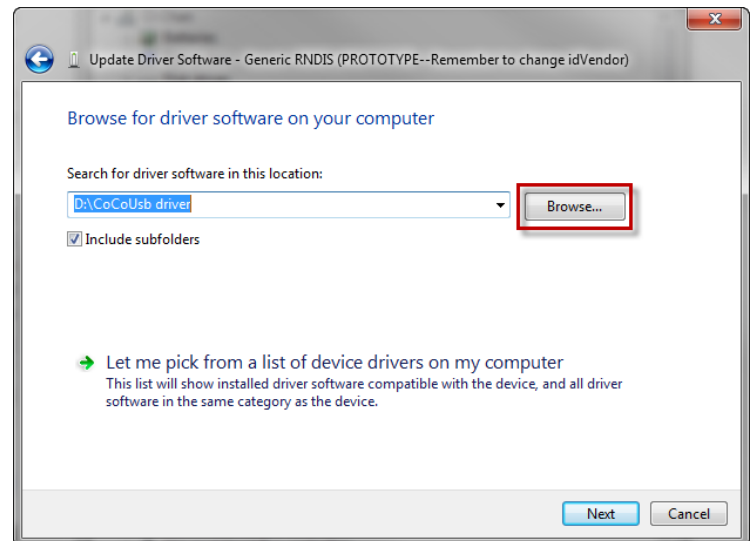 Update Driver Software - Generic RNDIS (PROTOTYPE--Remember to change idVendor)
Browse for driver software on your computer
Search for driver software in this location:
D:\CoCoUsb driver
Browse...
Include subfolders
Let me pick from a list of device drivers on my computer
This list will show installed driver software compatible with the device, and all driver
software in the same category as the device.
Next
Cancel